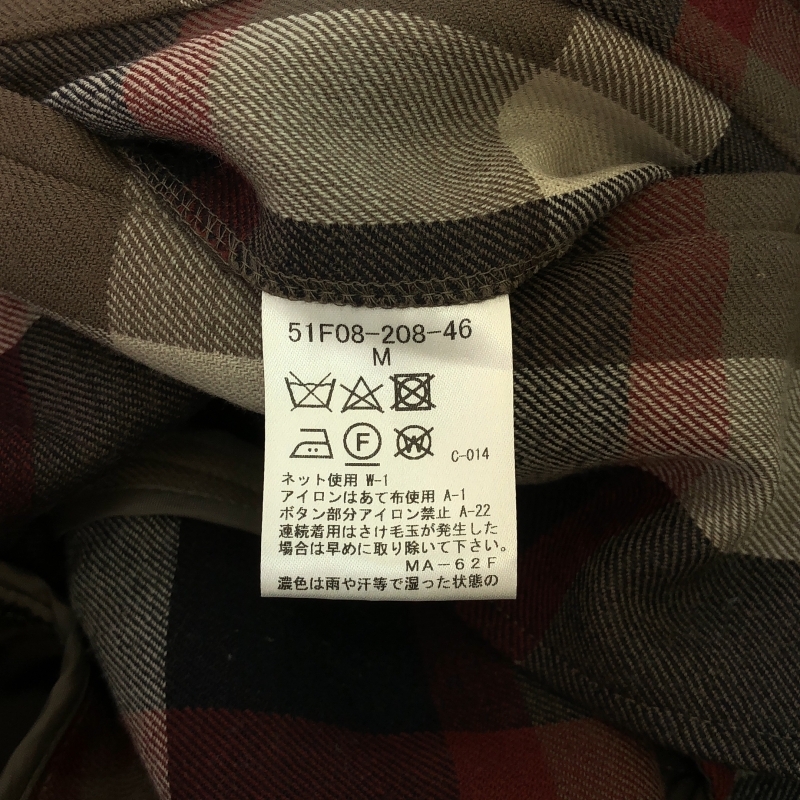 51F08-208-46
M
F W C-014
ネット使用 W-1
アイロンはあて布使用 A-1
ボタン部分アイロン禁止 A-22
連続着用はさけ毛玉が発生した
場合は早めに取り除いて下さい。
MA-62F
濃色は雨や汗等で湿った状態の